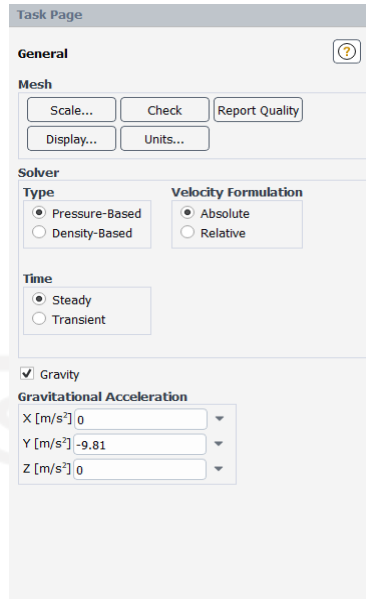 Task Page
General
?
Mesh
Scale... Check Report Quality
Display... Units...
Solver
Type Velocity Formulation
Pressure-Based Absolute
Density-Based Relative
Time
Steady
Transient
Gravity
Gravitational Acceleration
X [m/s²] 0
Y [m/s²] -9.81
Z [m/s²] 0